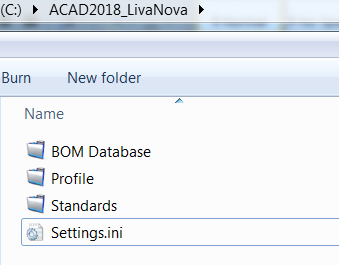 (C:) ACAD2018_LivaNova
Burn New folder
Name
BOM Database
Profile
Standards
Settings.ini